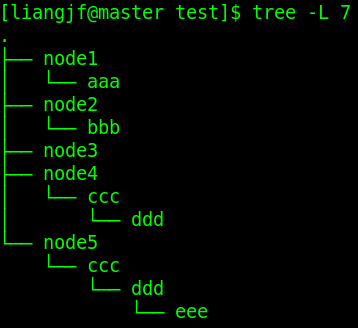 [liangjf@master test]$ tree -L 7
.
├── node1
│   └── aaa
├── node2
│   └── bbb
├── node3
├── node4
│   └── ccc
│       └── ddd
└── node5
    └── ccc
        └── ddd
            └── eee